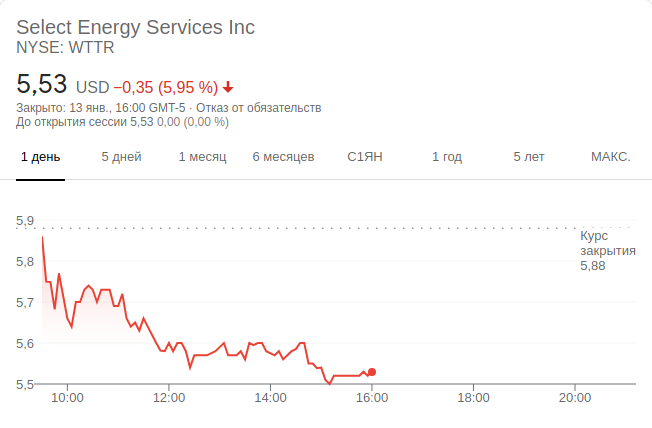 Select Energy Services Inc
NYSE: WTTR
5,53 USD −0,35 (5,95 %)
Закрыто: 13 янв., 16:00 GMT-5 · Отказ от обязательств
До открытия сессии 5,53 0,00 (0,00 %)
1 день 5 дней 1 месяц 6 месяцев С1ЯН 1 год 5 лет МАКС.
5,9
Курс
закрытия
5,88
5,8
5,7
5,6
5,5
10:00 12:00 14:00 16:00 18:00 20:00